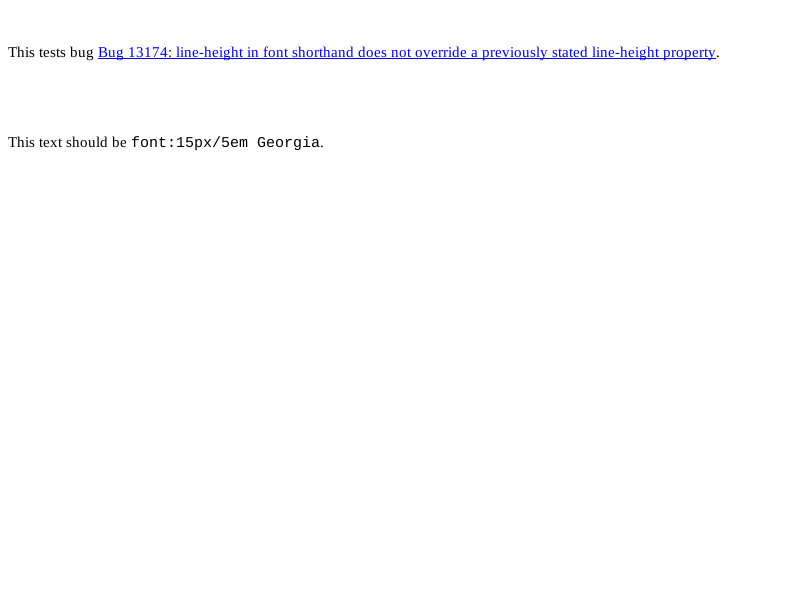 This tests bug Bug 13174: line-height in font shorthand does not override a previously stated line-height property.
This text should be font:15px/5em Georgia.